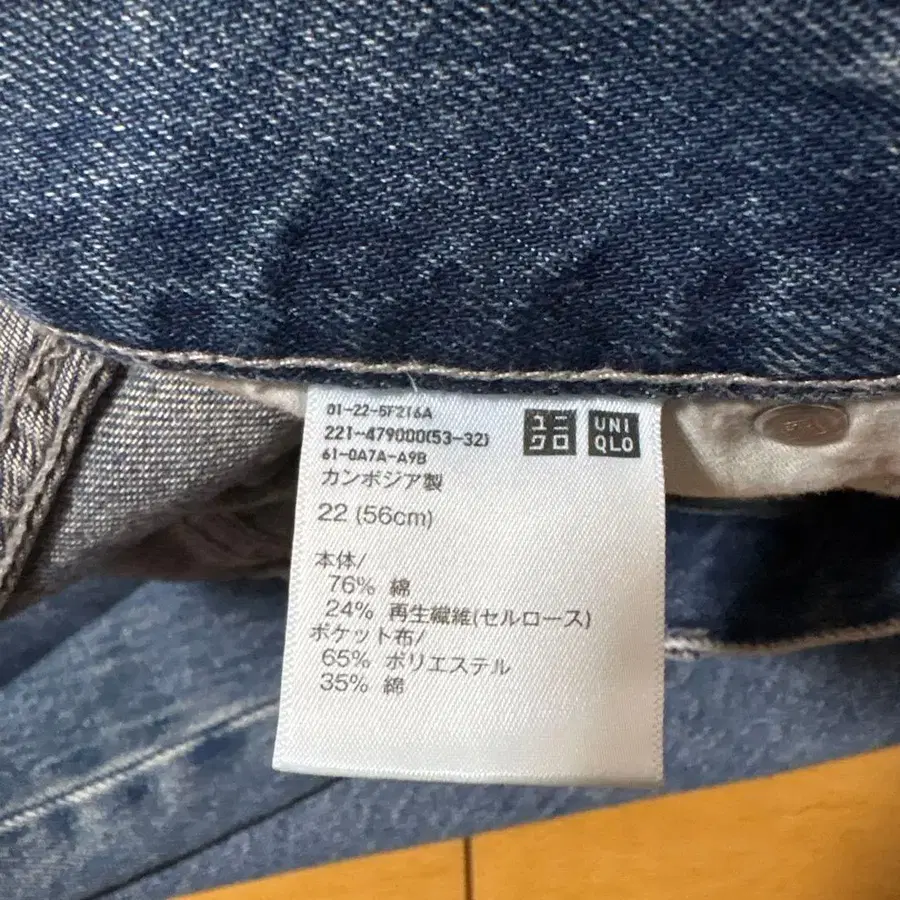 01-22-5F216A
221-479000(53-32)
61-0A7A-A9B
ユニ
クロ
UNI
QLO
カンボジア製
22 (56cm)
本体/
76% 綿
24% 再生繊維(セルロース)
ポケット布/
65% ポリエステル
35% 綿